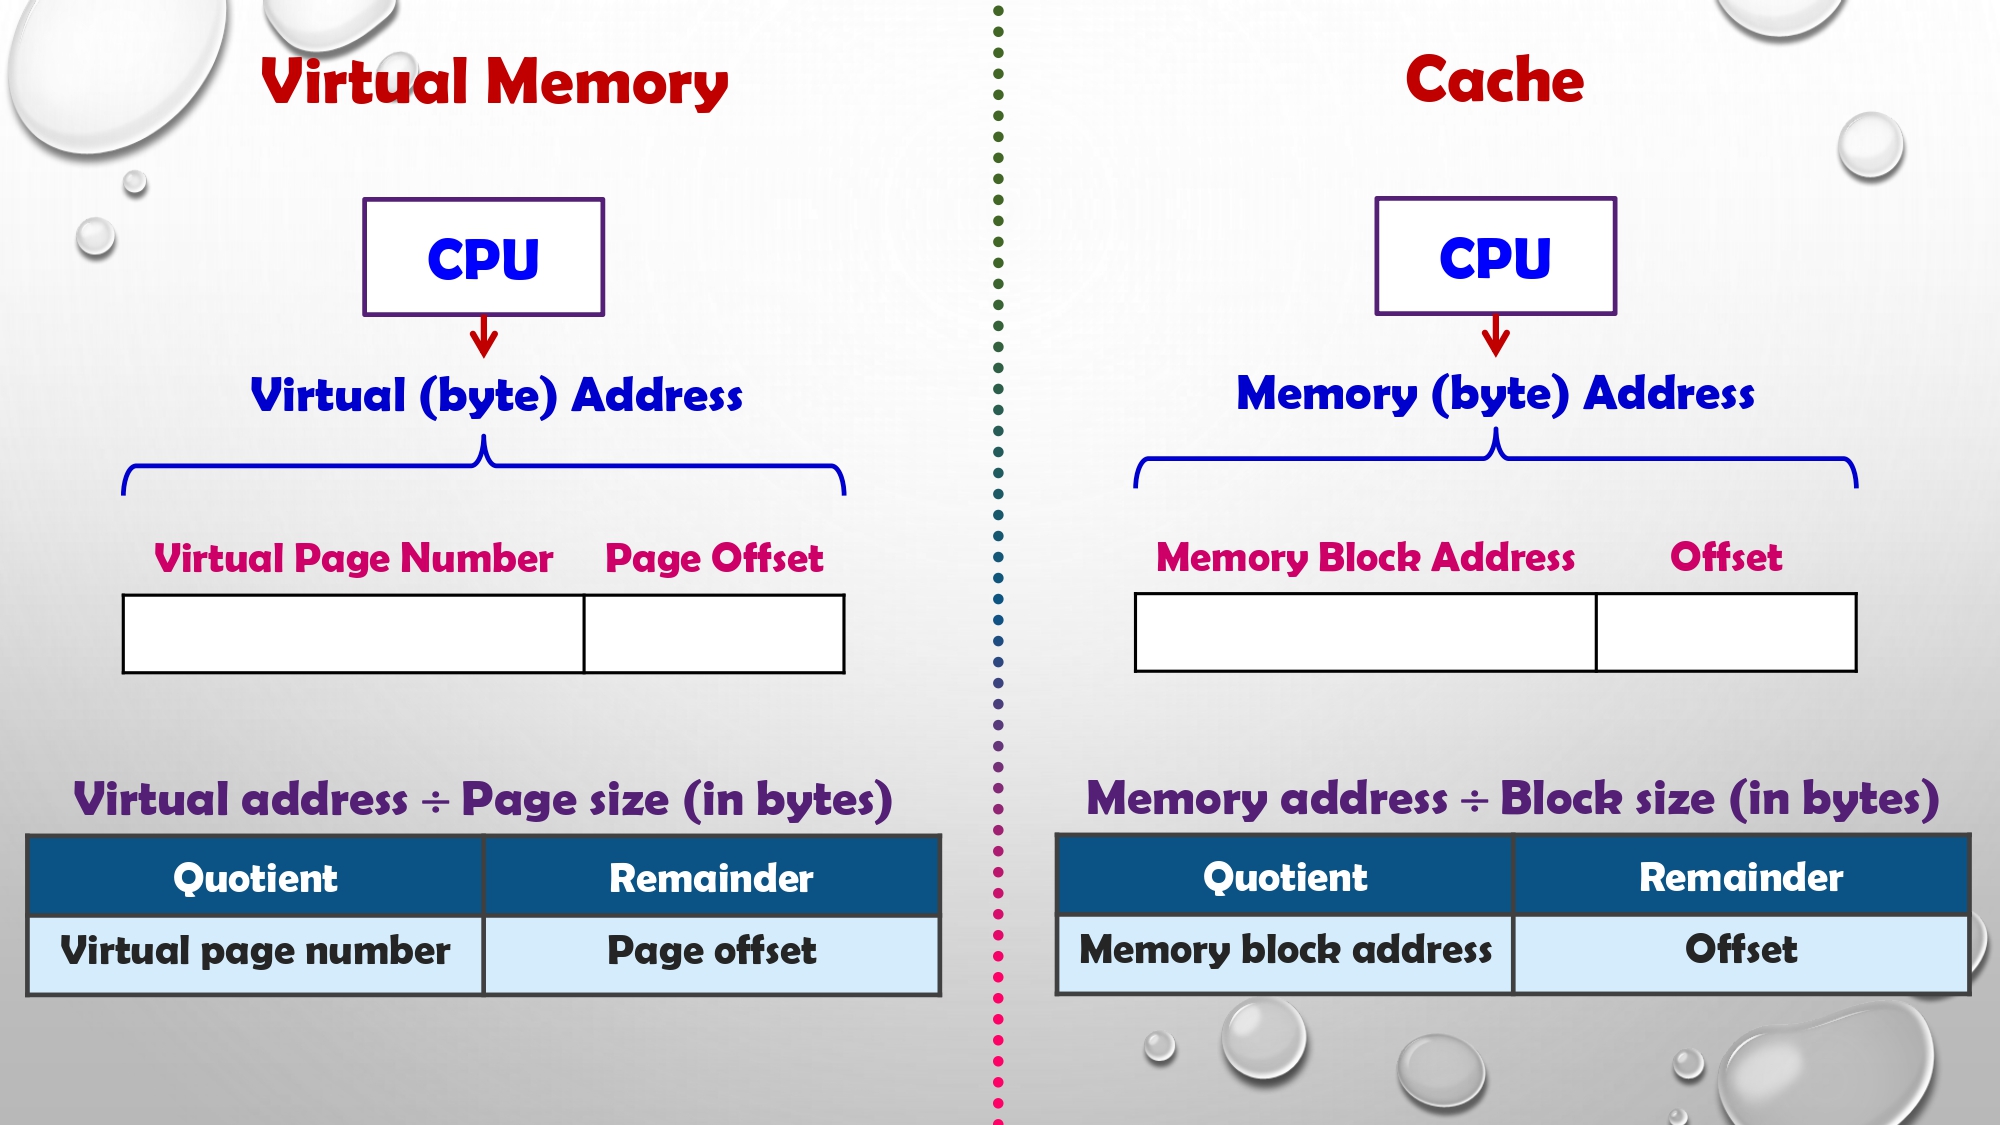 Virtual Memory
CPU
Virtual (byte) Address
Virtual Page Number Page Offset
Virtual address ÷ Page size (in bytes)
Quotient Remainder
Virtual page number Page offset
Cache
CPU
Memory (byte) Address
Memory Block Address Offset
Memory address ÷ Block size (in bytes)
Quotient Remainder
Memory block address Offset